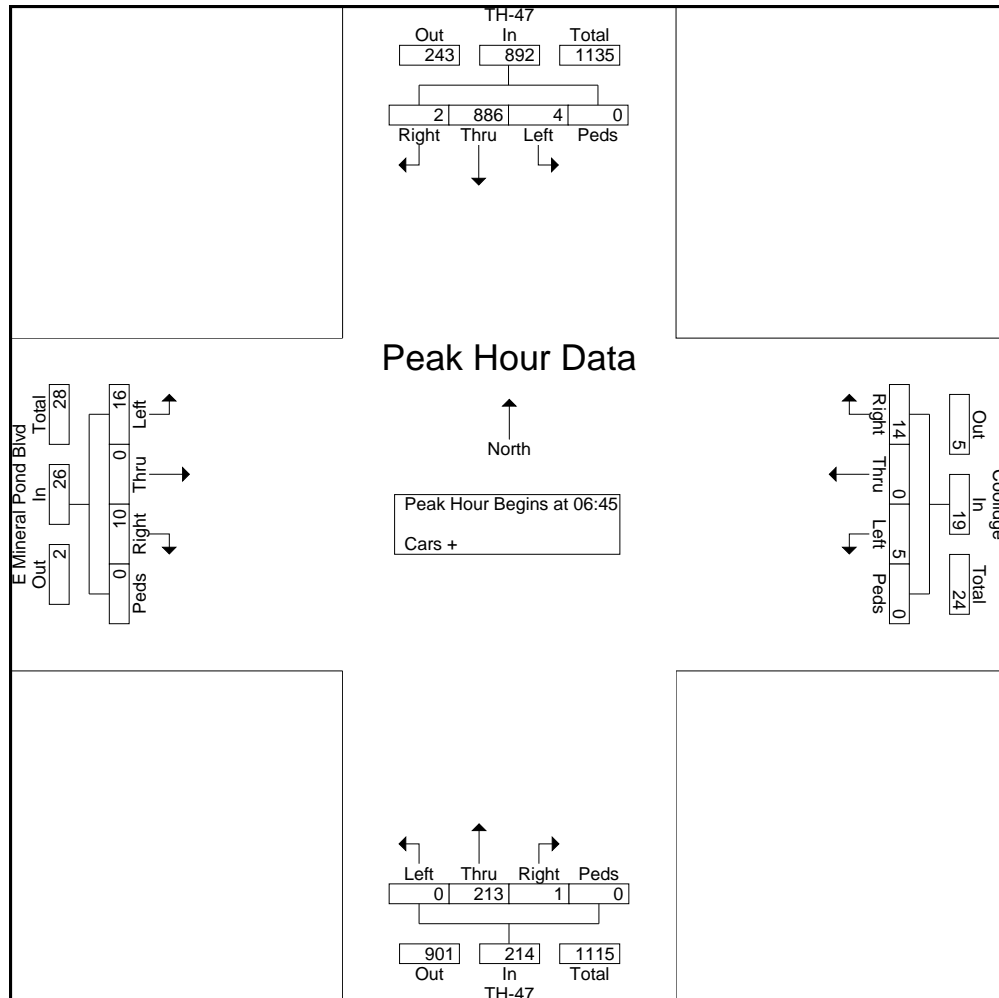 TH-47
Out In Total
243 892 1135
2 886 4 0
Right Thru Left Peds
Peak Hour Data
North
Peak Hour Begins at 06:45
Cars +
E Mineral Pond Blvd
Out In Total
2 26 28
16 0 10 0
Left Thru Right Peds
Coolidge
Out In Total
5 19 24
14 0 5 0
Right Thru Left Peds
Left Thru Right Peds
0 213 1 0
901 214 1115
Out In Total
TH-47